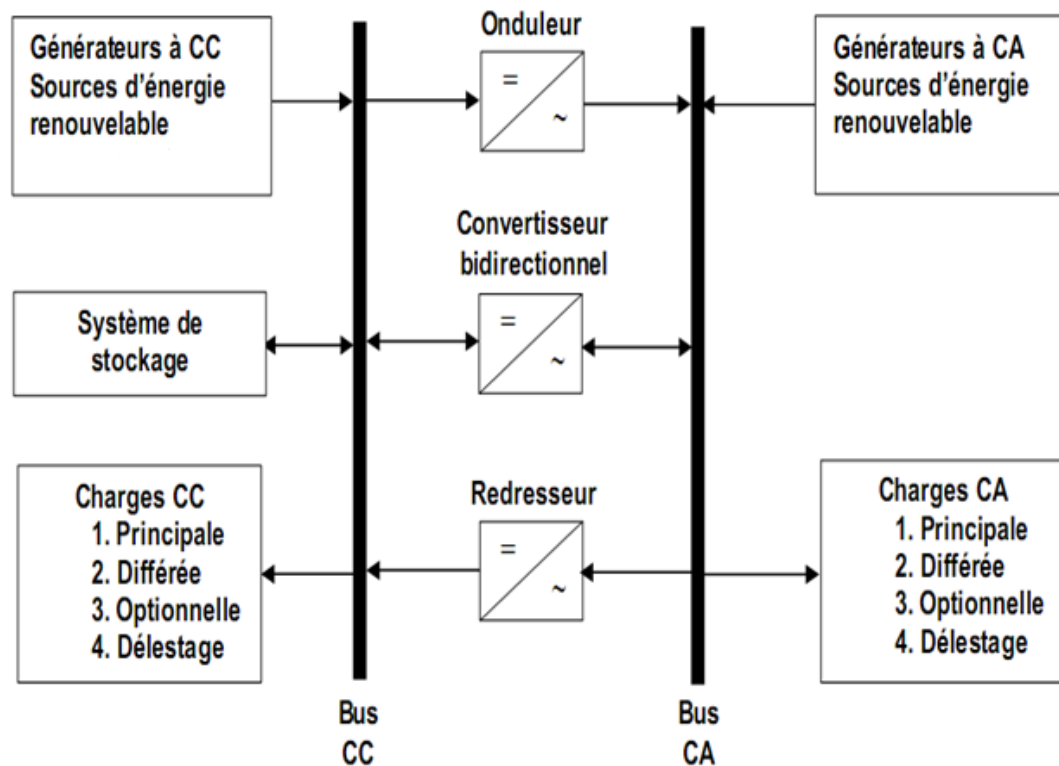 Générateurs à CC
Sources d'énergie
renouvelable
Onduleur
=
~
Générateurs à CA
Sources d'énergie
renouvelable
Système de
stockage
Convertisseur
bidirectionnel
=
~
Charges CC
1. Principale
2. Différée
3. Optionnelle
4. Délestage
Redresseur
=
~
Charges CA
1. Principale
2. Différée
3. Optionnelle
4. Délestage
Bus
CC
Bus
CA